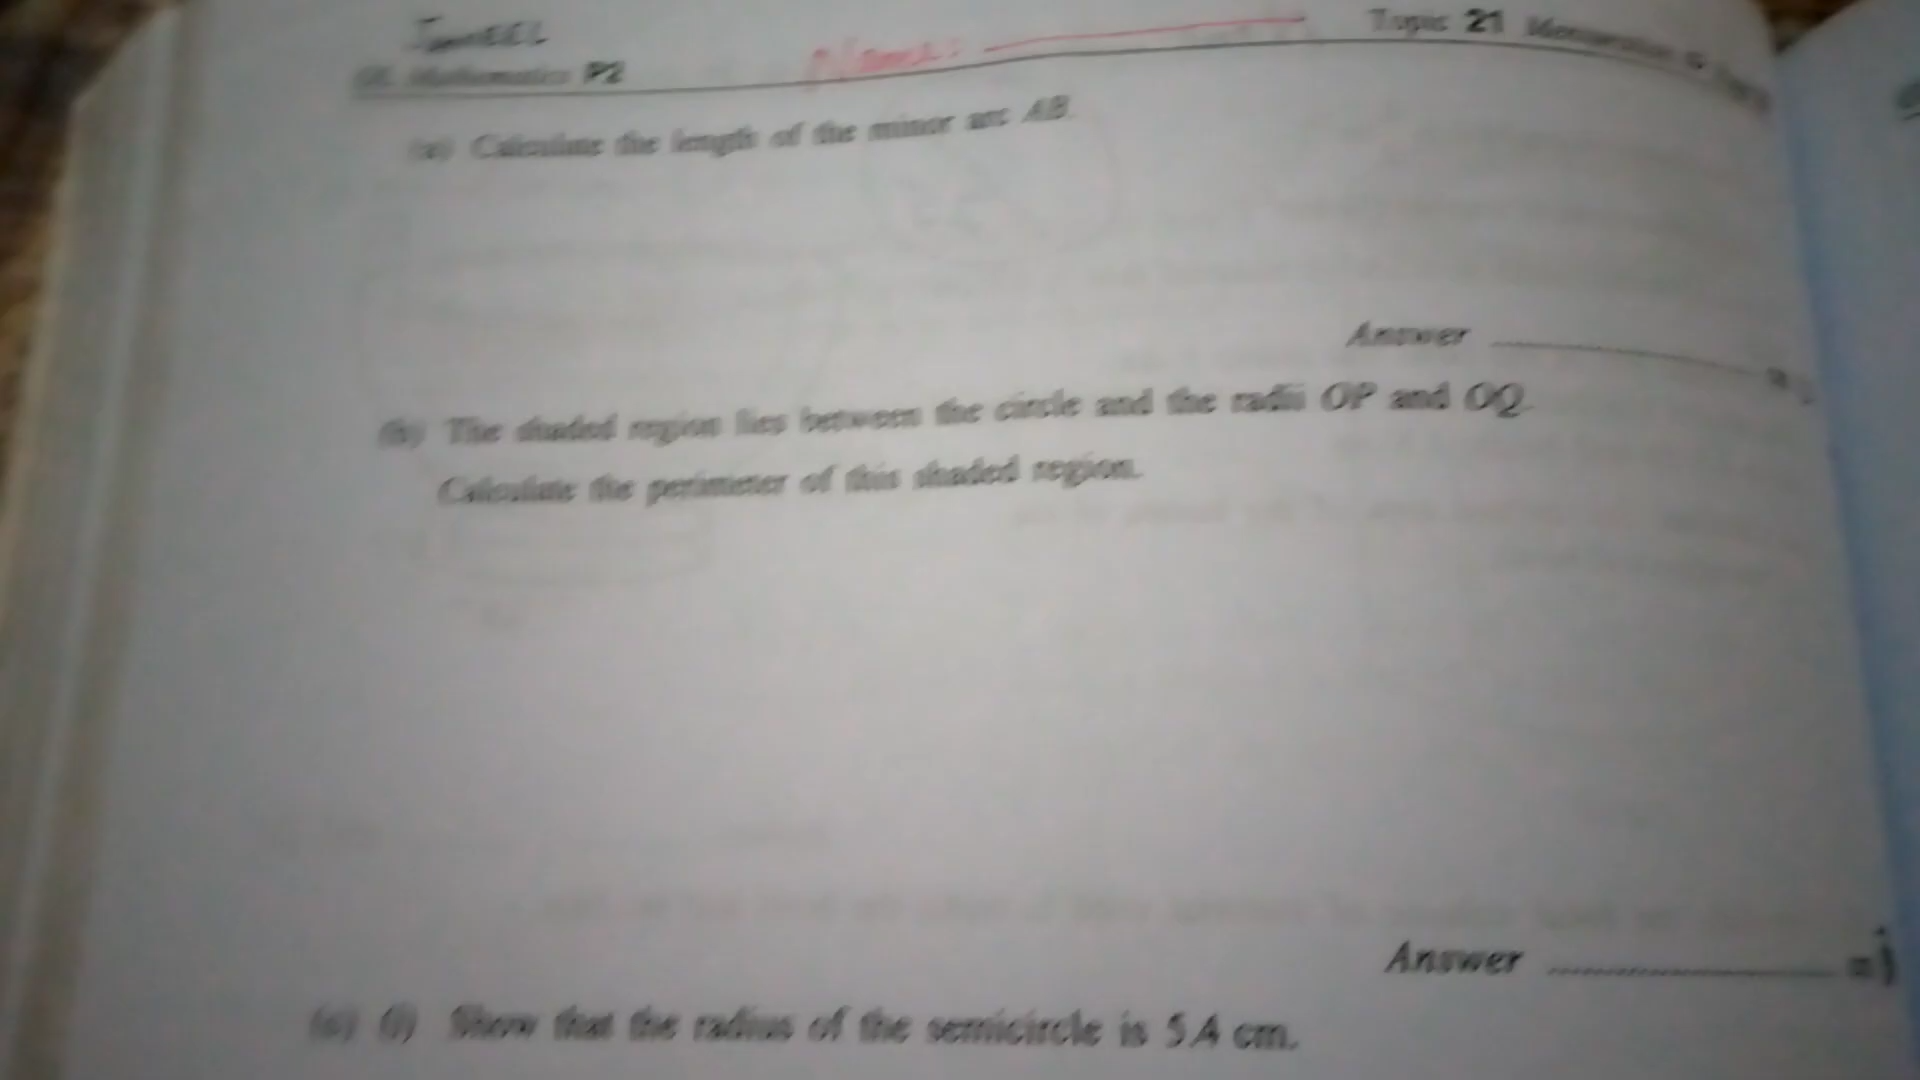 Mathematics P2
Name:
Topic 21
(a) Calculate the length of the minor arc AB.
Answer
(b) The shaded region lies between the circle and the radii OP and OQ.
Calculate the perimeter of this shaded region.
Answer
(c) (i) Show that the radius of the semicircle is 5.4 cm.